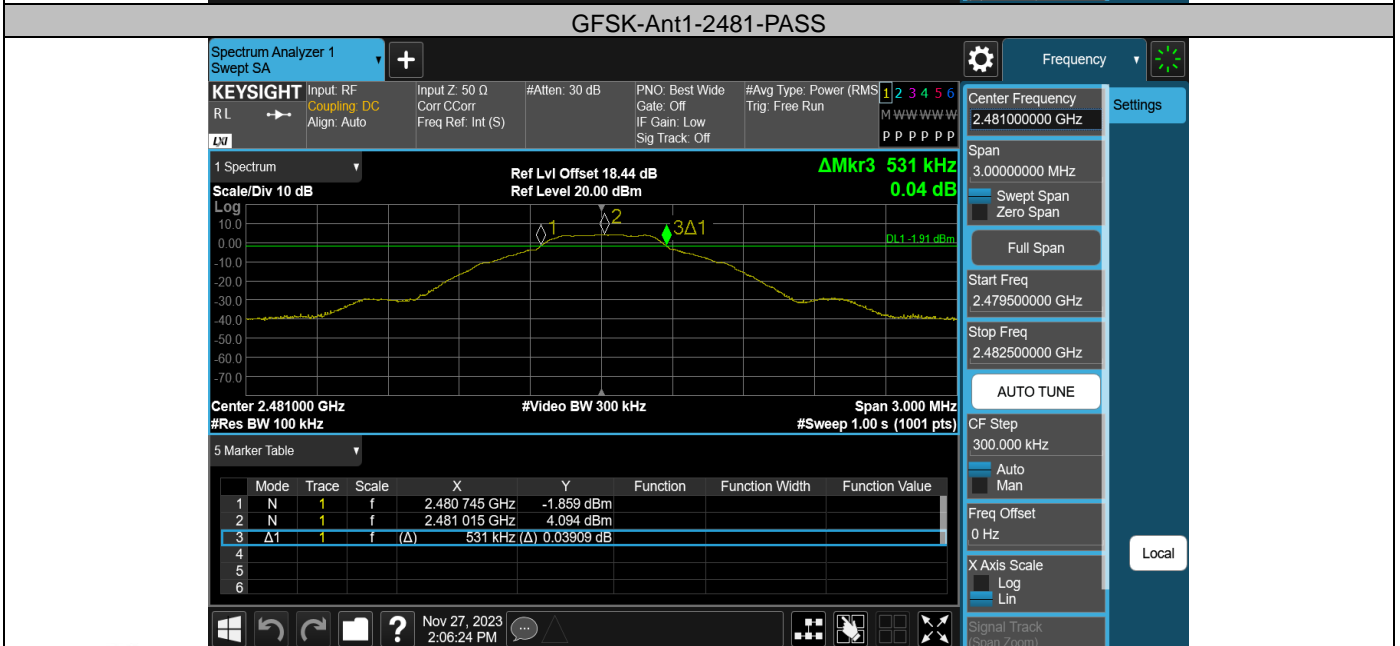 GFSK-Ant1-2481-PASS
Spectrum Analyzer 1
Swept SA
Frequency
KEYSIGHT
R L
LXI
Input: RF
Coupling: DC
Align: Auto
Input Z: 50 Ω
Corr CCorr
Freq Ref: Int (S)
#Atten: 30 dB
PNO: Best Wide
Gate: Off
IF Gain: Low
Sig Track: Off
#Avg Type: Power (RMS
Trig: Free Run
1 2 3 4 5 6
M W W W W W
P P P P P P
1 Spectrum
Scale/Div 10 dB
Ref Lvl Offset 18.44 dB
Ref Level 20.00 dBm
ΔMkr3 531 kHz
0.04 dB
Log
10.0
0.00
-10.0
-20.0
-30.0
-40.0
-50.0
-60.0
-70.0
1
2
3Δ1
DL1 -1.91 dBm
Center 2.481000 GHz
#Video BW 300 kHz
Span 3.000 MHz
#Res BW 100 kHz
#Sweep 1.00 s (1001 pts)
5 Marker Table
Mode Trace Scale X Y Function Function Width Function Value
1 N 1 f 2.480 745 GHz -1.859 dBm
2 N 1 f 2.481 015 GHz 4.094 dBm
3 Δ1 1 f (Δ) 531 kHz (Δ) 0.03909 dB
4
5
6
Nov 27, 2023
2:06:24 PM
Center Frequency
2.481000000 GHz
Settings
Span
3.00000000 MHz
Swept Span
Zero Span
Full Span
Start Freq
2.479500000 GHz
Stop Freq
2.482500000 GHz
AUTO TUNE
CF Step
300.000 kHz
Auto
Man
Freq Offset
0 Hz
Local
X Axis Scale
Log
Lin
Signal Track
(Span Zoom)